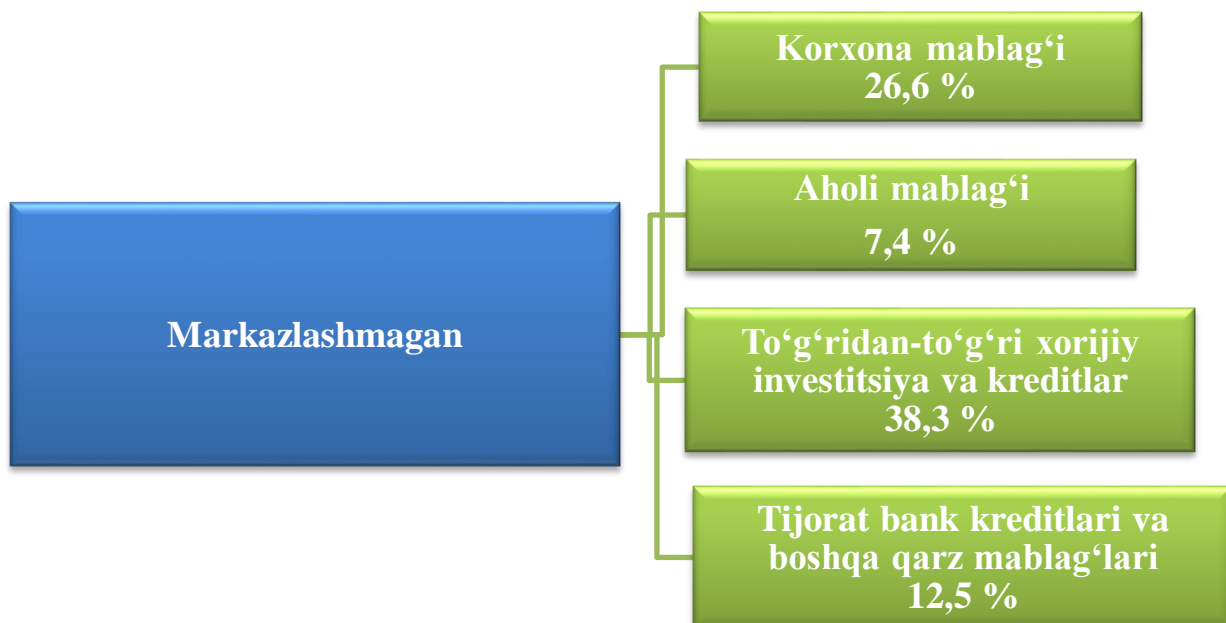 Korxona mablag‘i
26,6 %
Aholi mablag‘i
7,4 %
Markazlashmagan
To‘g‘ridan-to‘g‘ri xorijiy
investitsiya va kreditlar
38,3 %
Tijorat bank kreditlari va
boshqa qarz mablag‘lari
12,5 %